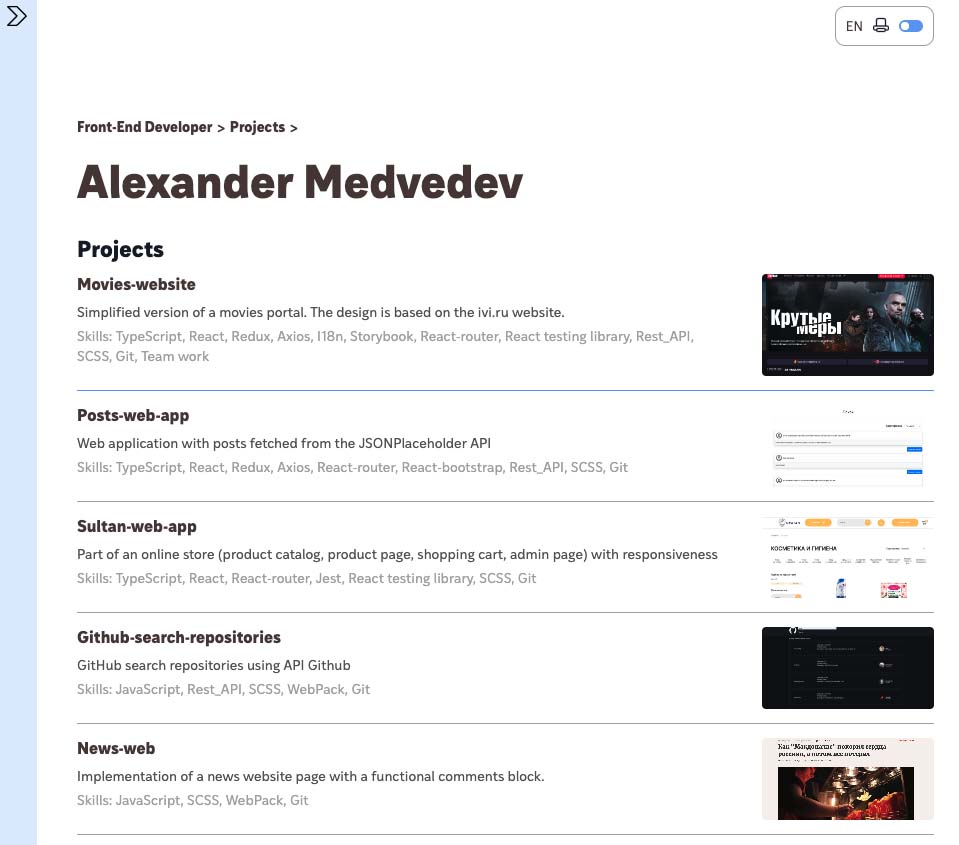 EN
Front-End Developer > Projects >
Alexander Medvedev
Projects
Movies-website
Simplified version of a movies portal. The design is based on the ivi.ru website.
Skills: TypeScript, React, Redux, Axios, I18n, Storybook, React-router, React testing library, Rest_API,
SCSS, Git, Team work
Крутые
меры
Posts-web-app
Web application with posts fetched from the JSONPlaceholder API
Skills: TypeScript, React, Redux, Axios, React-router, React-bootstrap, Rest_API, SCSS, Git
Sultan-web-app
Part of an online store (product catalog, product page, shopping cart, admin page) with responsiveness
Skills: TypeScript, React, React-router, Jest, React testing library, SCSS, Git
КОСМЕТИКА И ГИГИЕНА
Github-search-repositories
GitHub search repositories using API Github
Skills: JavaScript, Rest_API, SCSS, WebPack, Git
News-web
Implementation of a news website page with a functional comments block.
Skills: JavaScript, SCSS, WebPack, Git
Как "Макдоналдс" покорил сердца
россиян, а потом все потерял